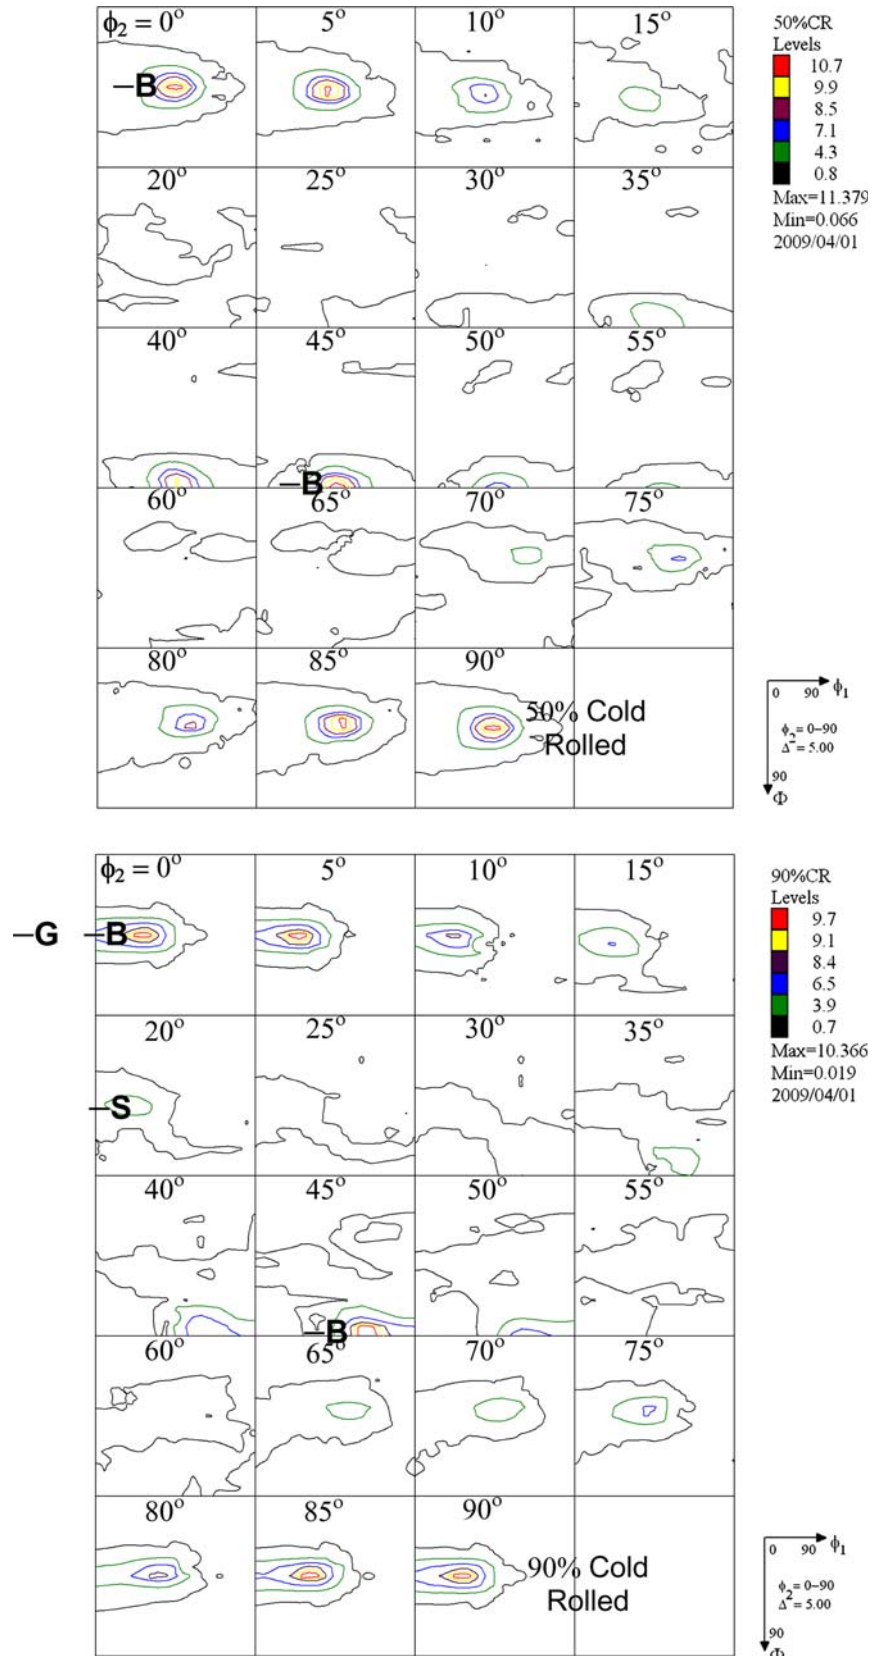 ϕ₂ = 0° 5° 10° 15°
–B
20° 25° 30° 35°
40° 45° 50° 55°
–B
60° 65° 70° 75°
80° 85° 90°
50% Cold
Rolled
50%CR
Levels
10.7
9.9
8.5
7.1
4.3
0.8
Max=11.379
Min=0.066
2009/04/01
0 90 ϕ₁
ϕ₂ = 0–90
Δ = 5.00
90
Φ
ϕ₂ = 0° 5° 10° 15°
–G –B
20° 25° 30° 35°
–S
40° 45° 50° 55°
–B
60° 65° 70° 75°
80° 85° 90°
90% Cold
Rolled
90%CR
Levels
9.7
9.1
8.4
6.5
3.9
0.7
Max=10.366
Min=0.019
2009/04/01
0 90 ϕ₁
ϕ₂ = 0–90
Δ = 5.00
90
Φ